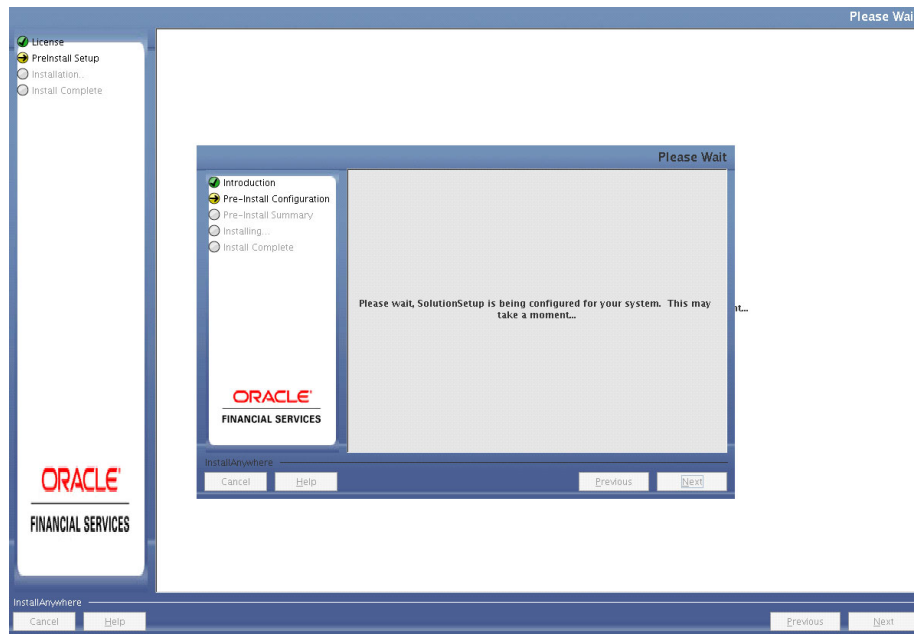 Please Wai
License
PreInstall Setup
Installation..
Install Complete
Please Wait
Introduction
Pre-Install Configuration
Pre-Install Summary
Installing...
Install Complete
Please wait, SolutionSetup is being configured for your system. This may
take a moment...
nt...
ORACLE
FINANCIAL SERVICES
InstallAnywhere
Cancel
Help
Previous
Next
ORACLE
FINANCIAL SERVICES
InstallAnywhere
Cancel
Help
Previous
Next